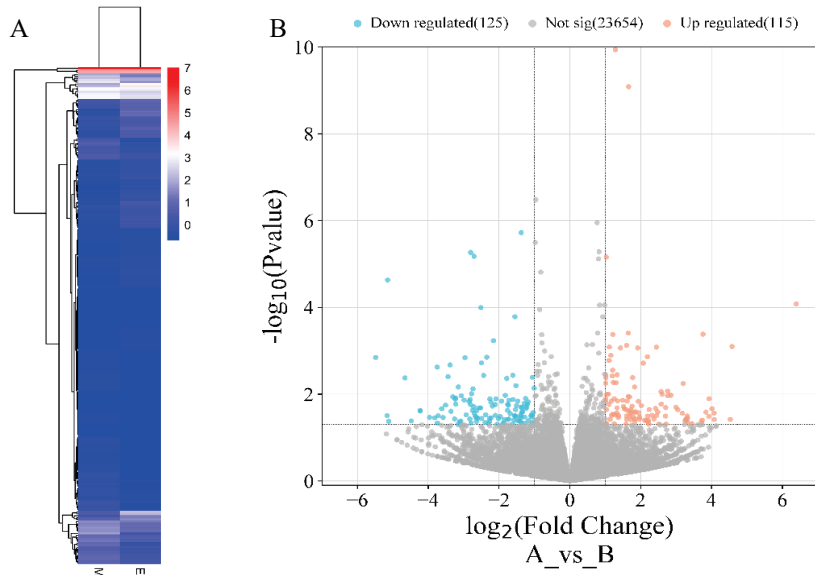 A
7
6
5
4
3
2
1
0
M
E
B
Down regulated(125) Not sig(23654) Up regulated(115)
10
8
6
4
2
0
-log10(Pvalue)
−6 −4 −2 0 2 4 6
log2(Fold Change)
A_vs_B